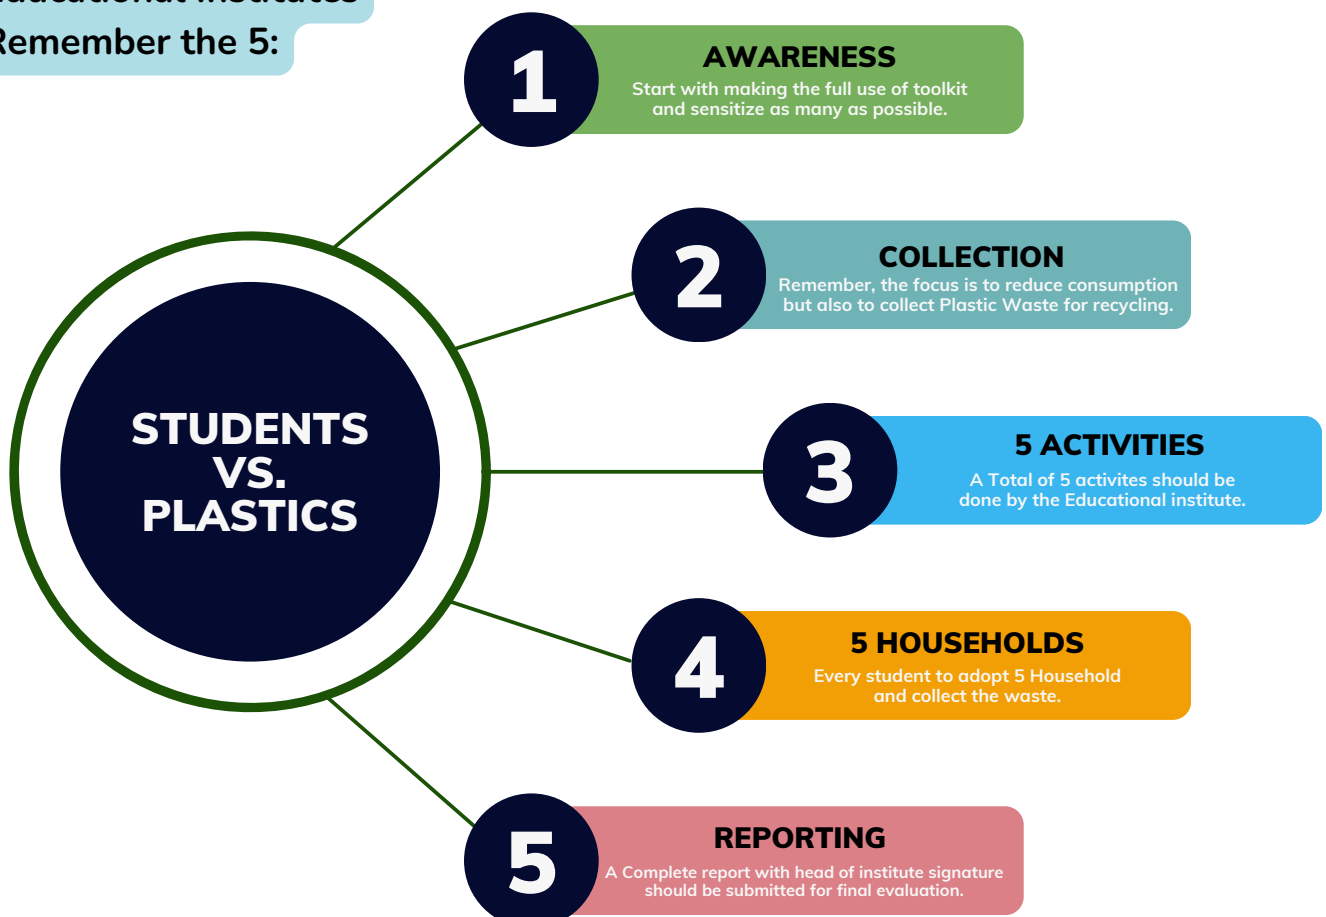 Educational Institutes
Remember the 5:
1
AWARENESS
Start with making the full use of toolkit
and sensitize as many as possible.
2
COLLECTION
Remember, the focus is to reduce consumption
but also to collect Plastic Waste for recycling.
STUDENTS
VS.
PLASTICS
3
5 ACTIVITIES
A Total of 5 activites should be
done by the Educational institute.
4
5 HOUSEHOLDS
Every student to adopt 5 Household
and collect the waste.
5
REPORTING
A Complete report with head of institute signature
should be submitted for final evaluation.